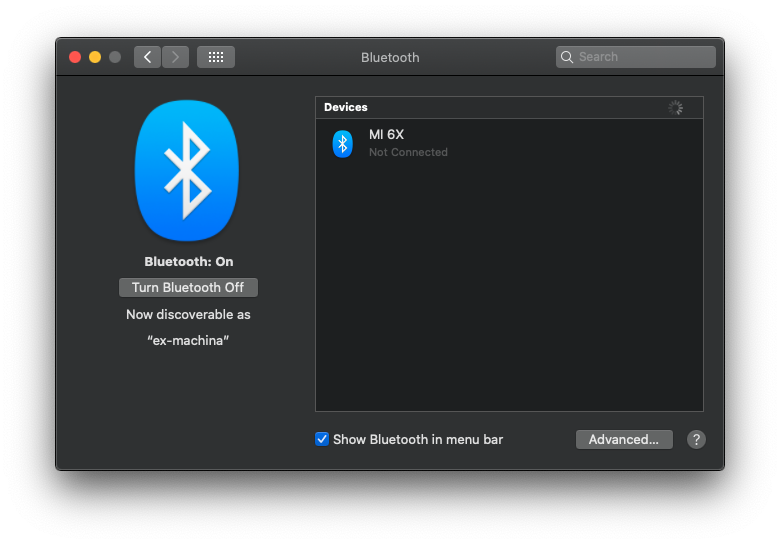 Bluetooth
Search
Devices
MI 6X
Not Connected
Bluetooth: On
Turn Bluetooth Off
Now discoverable as
“ex-machina”
Show Bluetooth in menu bar
Advanced...
?